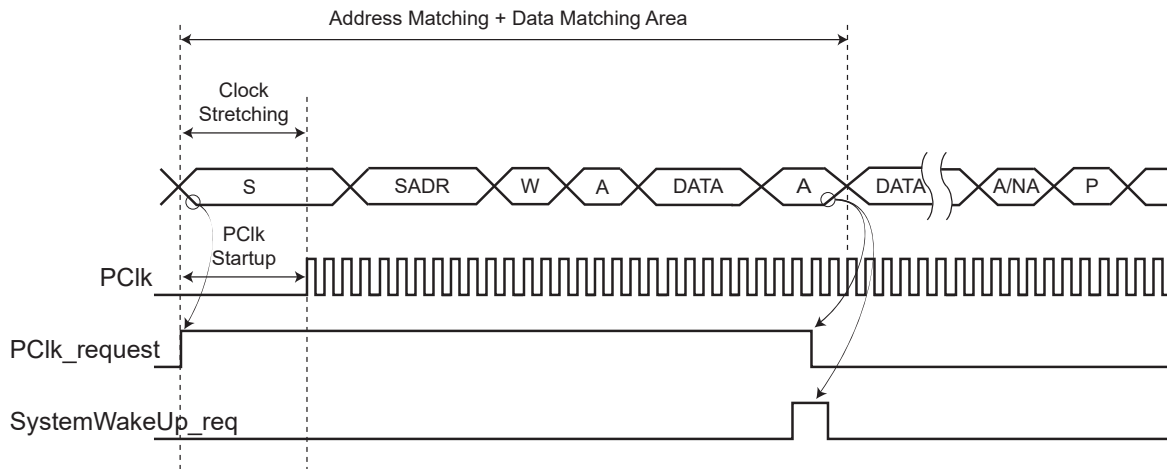 Address Matching + Data Matching Area
Clock
Stretching
S
SADR
W
A
DATA
A
DATA
A/NA
P
PClk
Startup
PClk
PClk_request
SystemWakeUp_req